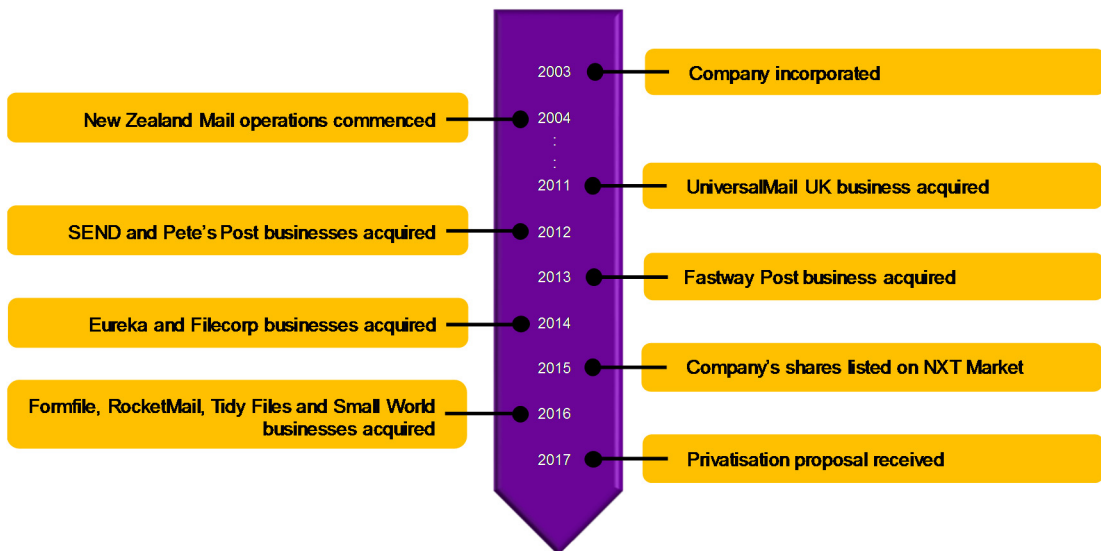 2003
Company incorporated
New Zealand Mail operations commenced
2004
:
:
2011
UniversalMail UK business acquired
SEND and Pete's Post businesses acquired
2012
2013
Fastway Post business acquired
Eureka and Filecorp businesses acquired
2014
2015
Company's shares listed on NXT Market
Formfile, RocketMail, Tidy Files and Small World
businesses acquired
2016
2017
Privatisation proposal received